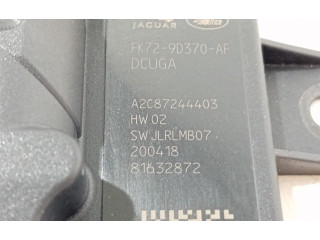 JAGUAR
FK72-9D370-AF
DCUGA
A2C87244403
HW 02
SW JLRLMB07
200418
81632872